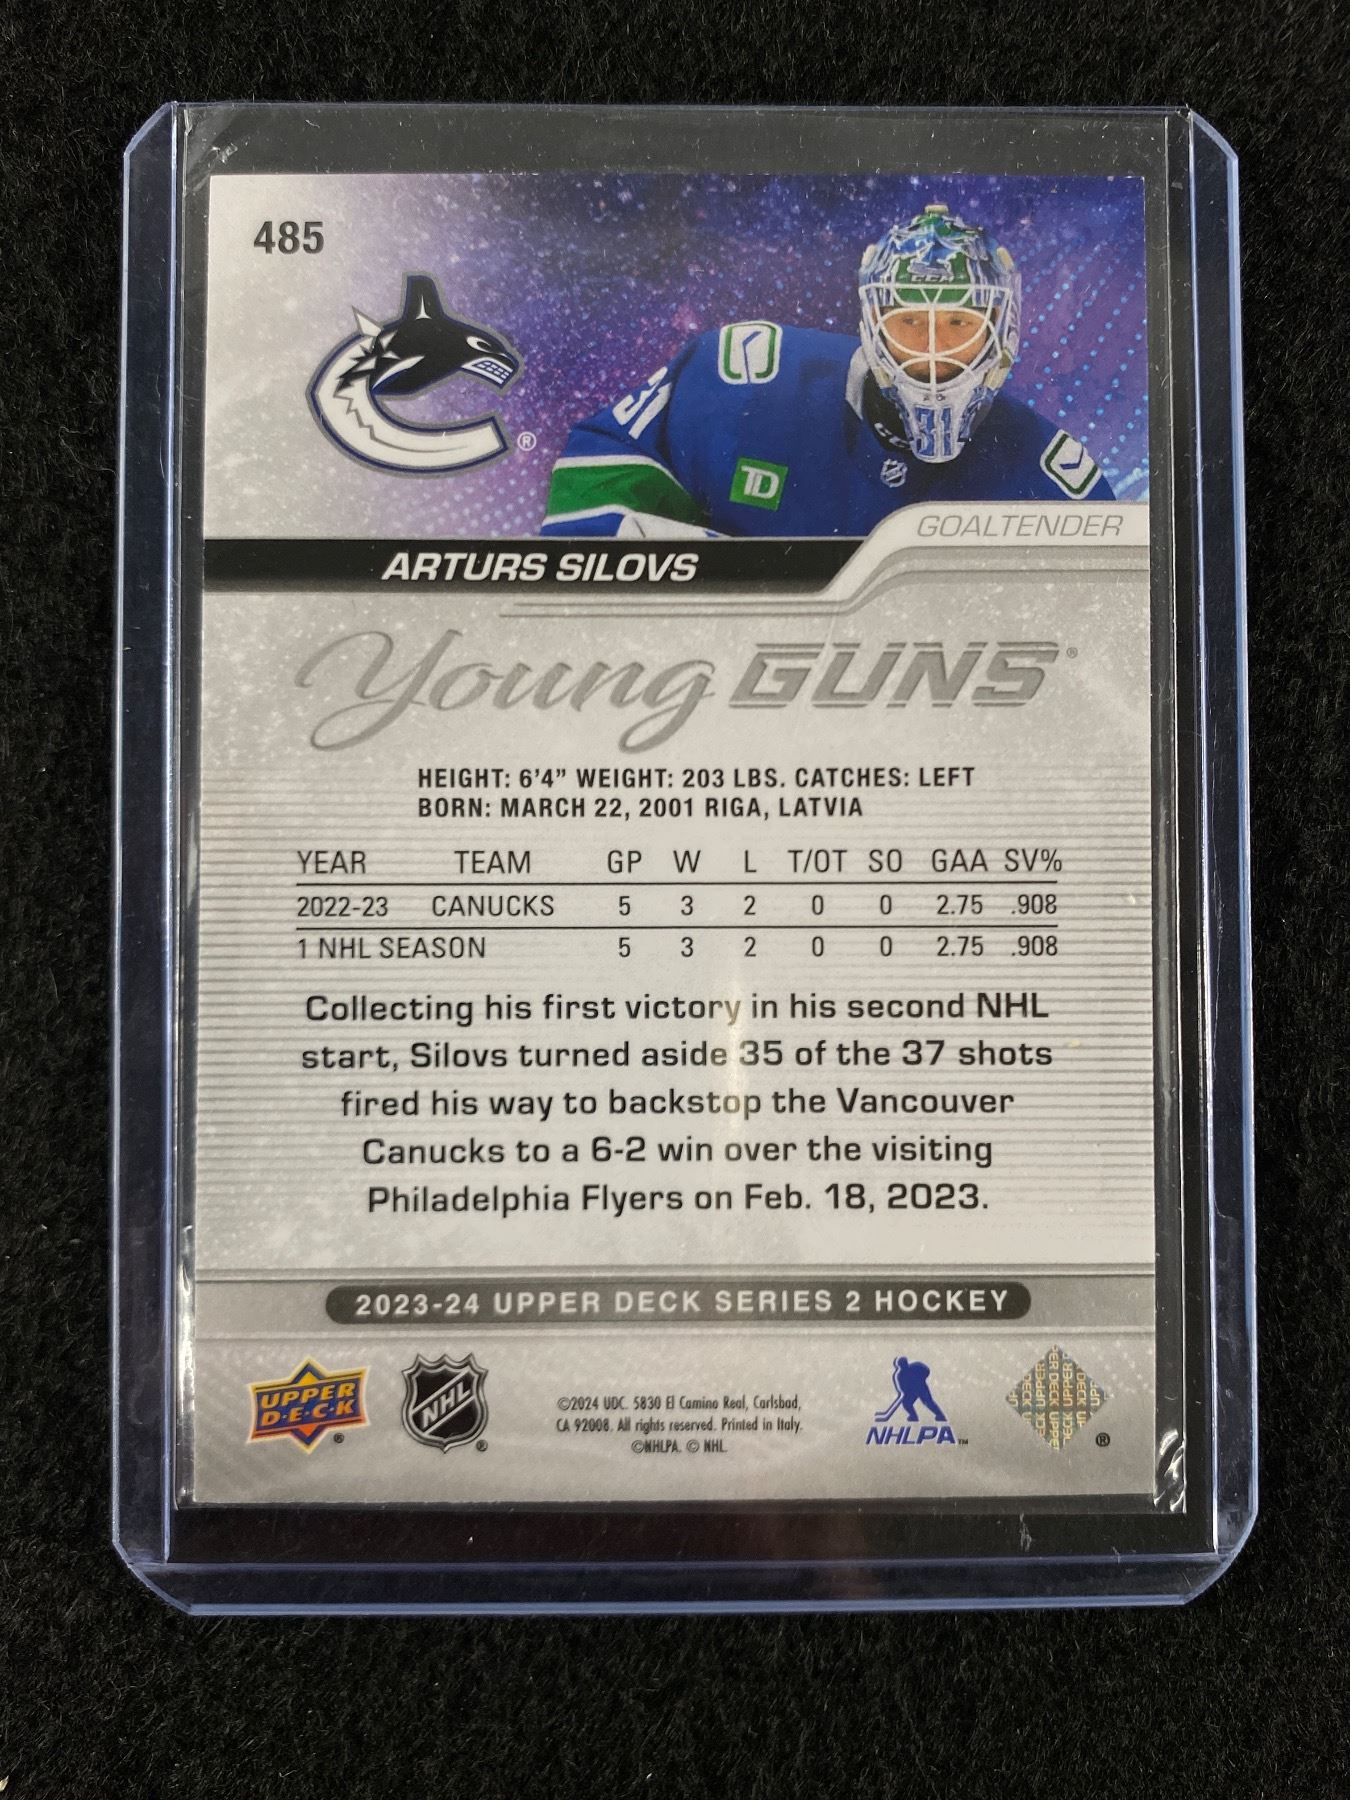 485
®
31
CCM
31
CCM
TD
GOALTENDER
ARTURS SILOVS
Young GUNS®
HEIGHT: 6'4” WEIGHT: 203 LBS. CATCHES: LEFT
BORN: MARCH 22, 2001 RIGA, LATVIA
YEAR TEAM GP W L T/OT SO GAA SV%
2022-23 CANUCKS 5 3 2 0 0 2.75 .908
1 NHL SEASON 5 3 2 0 0 2.75 .908
Collecting his first victory in his second NHL
start, Silovs turned aside 35 of the 37 shots
fired his way to backstop the Vancouver
Canucks to a 6-2 win over the visiting
Philadelphia Flyers on Feb. 18, 2023.
2023-24 UPPER DECK SERIES 2 HOCKEY
UPPER
D·E·C·K
®
NHL
®
©2024 UDC. 5830 El Camino Real, Carlsbad,
CA 92008. All rights reserved. Printed in Italy.
©NHLPA. © NHL.
NHLPA™
UPPER DECK
®